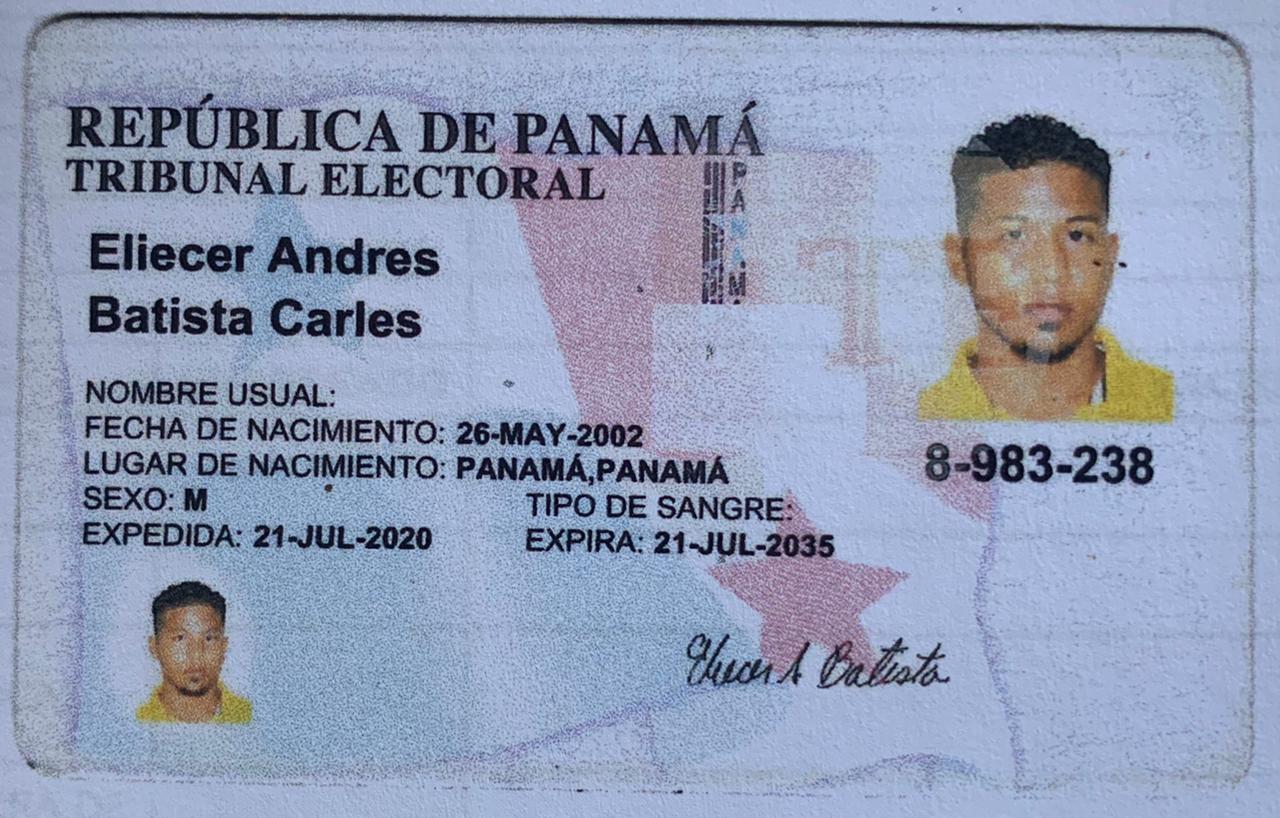 REPÚBLICA DE PANAMÁ
TRIBUNAL ELECTORAL
PANAM
Eliecer Andres
Batista Carles
NOMBRE USUAL:
FECHA DE NACIMIENTO: 26-MAY-2002
LUGAR DE NACIMIENTO: PANAMÁ,PANAMÁ
SEXO: M
TIPO DE SANGRE:
EXPEDIDA: 21-JUL-2020
EXPIRA: 21-JUL-2035
8-983-238
Eliecer A Batista